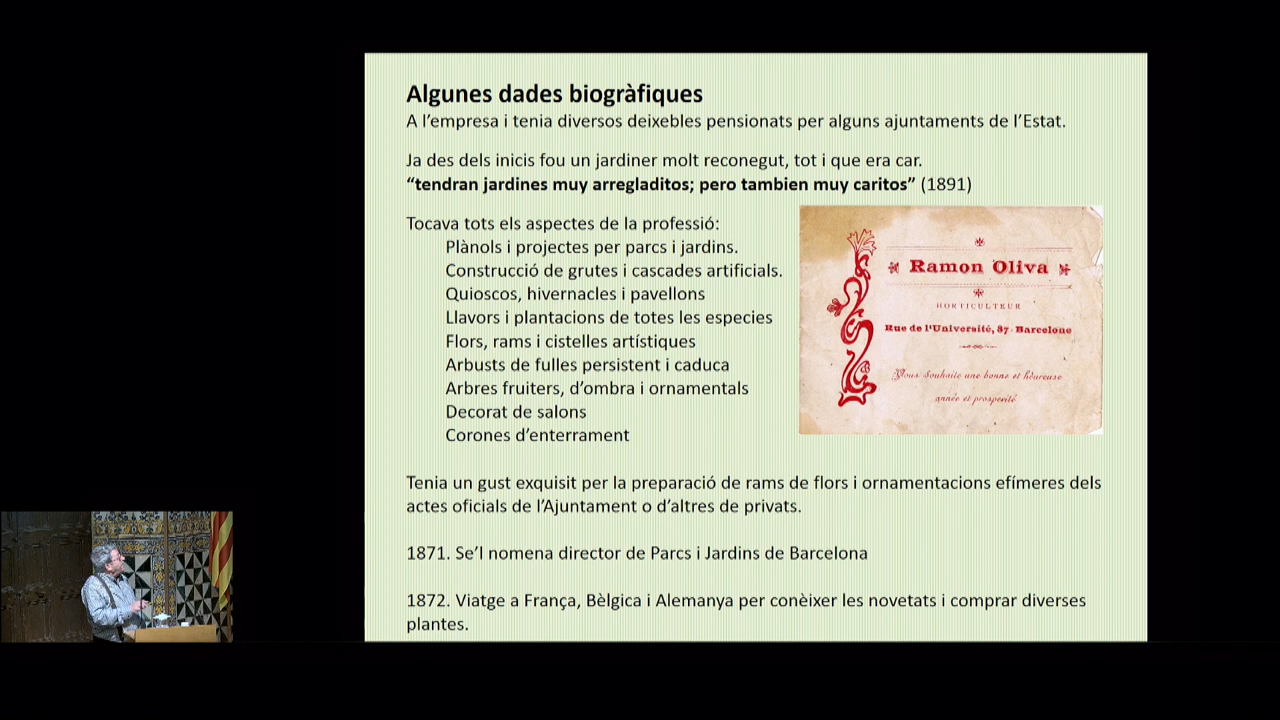 Algunes dades biogràfiques
A l'empresa i tenia diversos deixebles pensionats per alguns ajuntaments de l'Estat.
Ja des dels inicis fou un jardiner molt reconegut, tot i que era car.
“tendran jardines muy arregladitos; pero tambien muy caritos” (1891)
Tocava tots els aspectes de la professió:
Plànols i projectes per parcs i jardins.
Construcció de grutes i cascades artificials.
Quioscos, hivernacles i pavellons
Llavors i plantacions de totes les especies
Flors, rams i cistelles artístiques
Arbusts de fulles persistent i caduca
Arbres fruiters, d'ombra i ornamentals
Decorat de salons
Corones d'enterrament
Ramon Oliva
HORTICULTEUR
Rue de l'Université, 87 - Barcelone
Vous souhaite une bonne et heureuse
année et prosperité
Tenia un gust exquisit per la preparació de rams de flors i ornamentacions efímeres dels
actes oficials de l'Ajuntament o d'altres de privats.
1871. Se'l nomena director de Parcs i Jardins de Barcelona
1872. Viatge a França, Bèlgica i Alemanya per conèixer les novetats i comprar diverses
plantes.